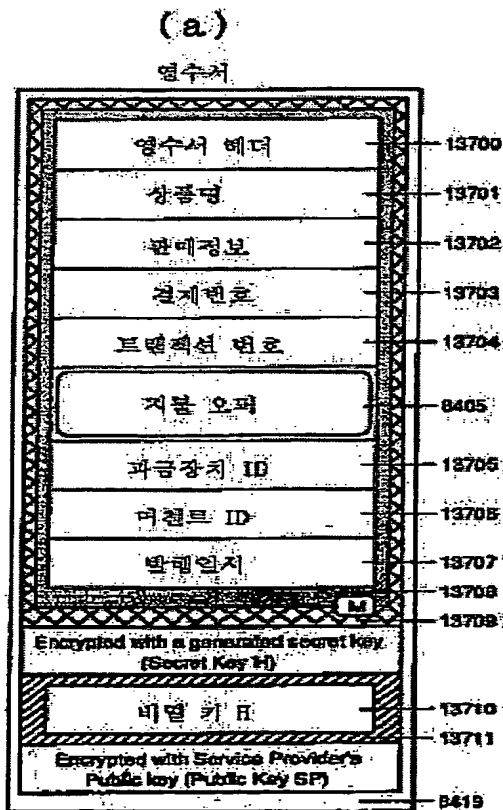 (a)
영수서
영수서 헤더 13700
상품명 13701
판매정보 13702
결제번호 13703
트랜잭션 번호 13704
지불 오퍼 8405
과금장치 ID 13705
머천트 ID 13706
발행일시 13707
13708
M 13709
Encrypted with a generated secret key
(Secret Key H)
비밀 키 H 13710
13711
Encrypted with Service Provider's
Public key (Public Key SP)
8419